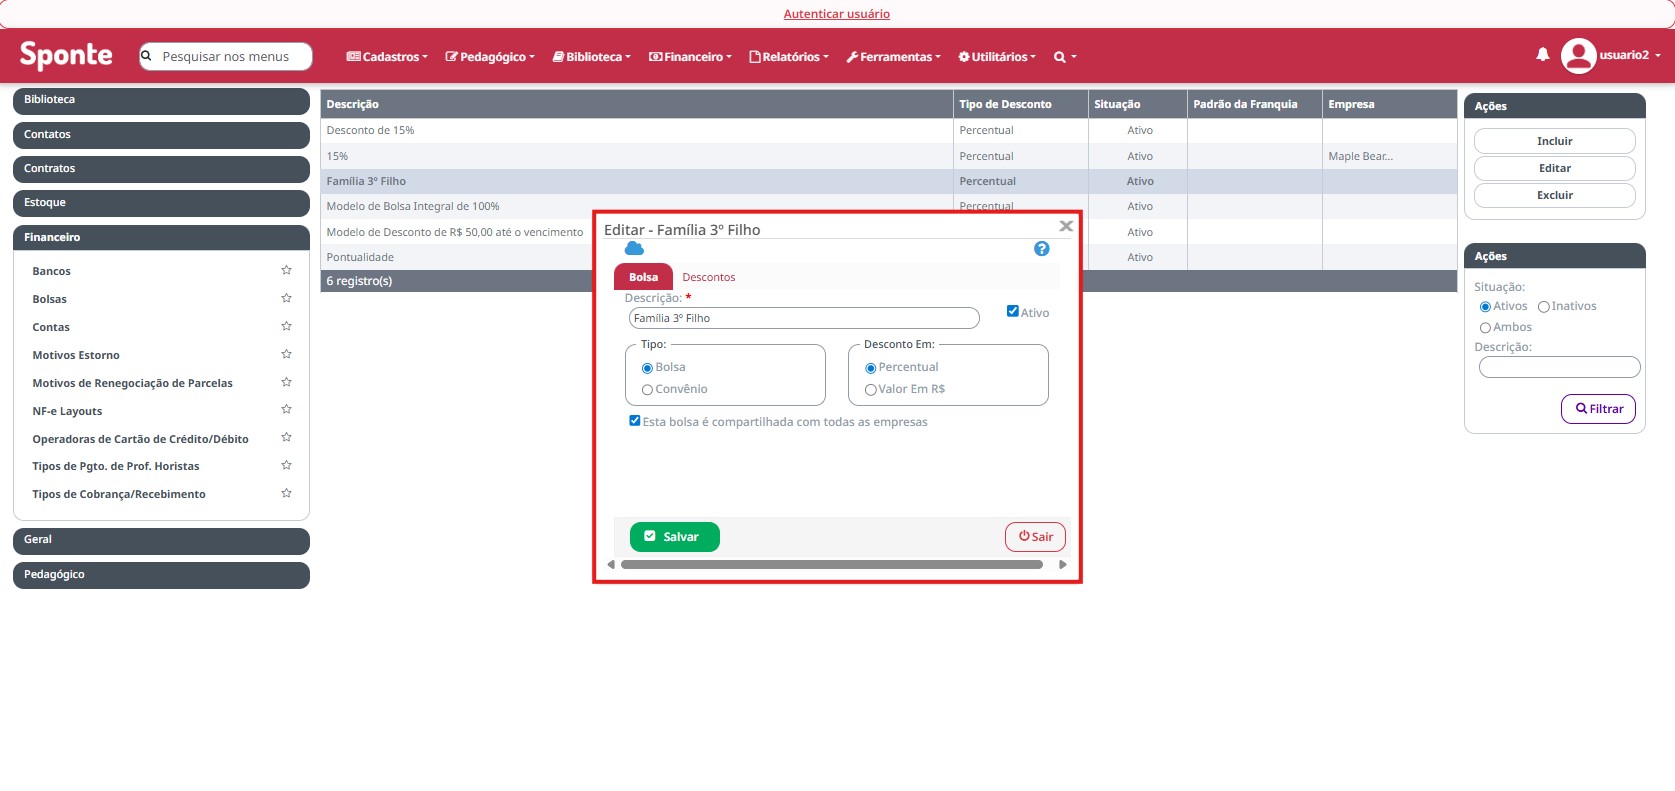 Autenticar usuário
Sponte
Pesquisar nos menus
Cadastros
Pedagógico
Biblioteca
Financeiro
Relatórios
Ferramentas
Utilitários
usuario2
Biblioteca
Contatos
Contratos
Estoque
Financeiro
Bancos
Bolsas
Contas
Motivos Estorno
Motivos de Renegociação de Parcelas
NF-e Layouts
Operadoras de Cartão de Crédito/Débito
Tipos de Pgto. de Prof. Horistas
Tipos de Cobrança/Recebimento
Geral
Pedagógico
Descrição Tipo de Desconto Situação Padrão da Franquia Empresa
Desconto de 15% Percentual Ativo
15% Percentual Ativo Maple Bear...
Família 3º Filho Percentual Ativo
Modelo de Bolsa Integral de 100% Percentual Ativo
Modelo de Desconto de R$ 50,00 até o vencimento Ativo
Pontualidade Ativo
6 registro(s)
Editar - Família 3º Filho
Bolsa Descontos
Descrição: *
Família 3º Filho
Ativo
Tipo:
Bolsa
Convênio
Desconto Em:
Percentual
Valor Em R$
Esta bolsa é compartilhada com todas as empresas
Salvar
Sair
Ações
Incluir
Editar
Excluir
Ações
Situação:
Ativos Inativos
Ambos
Descrição:
Filtrar